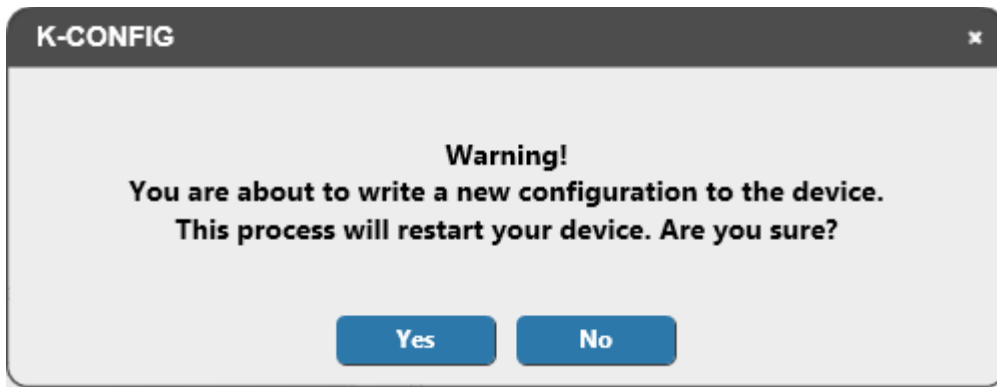 K-CONFIG
Warning!
You are about to write a new configuration to the device.
This process will restart your device. Are you sure?
Yes No